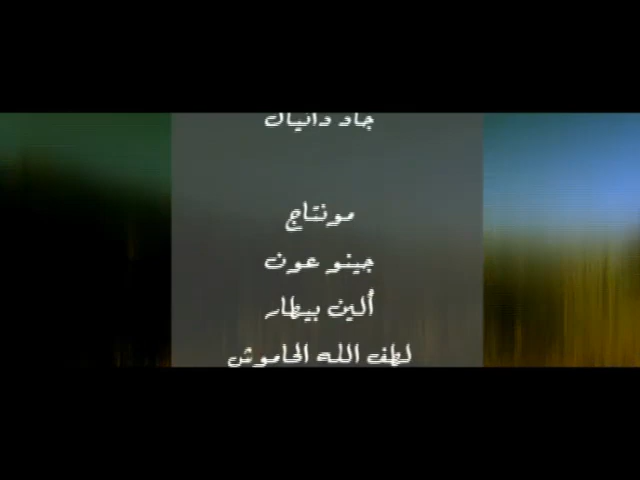 جاد دانيال
مونتاج
جينو عون
ألين بيطار
لطف الله الحاموش